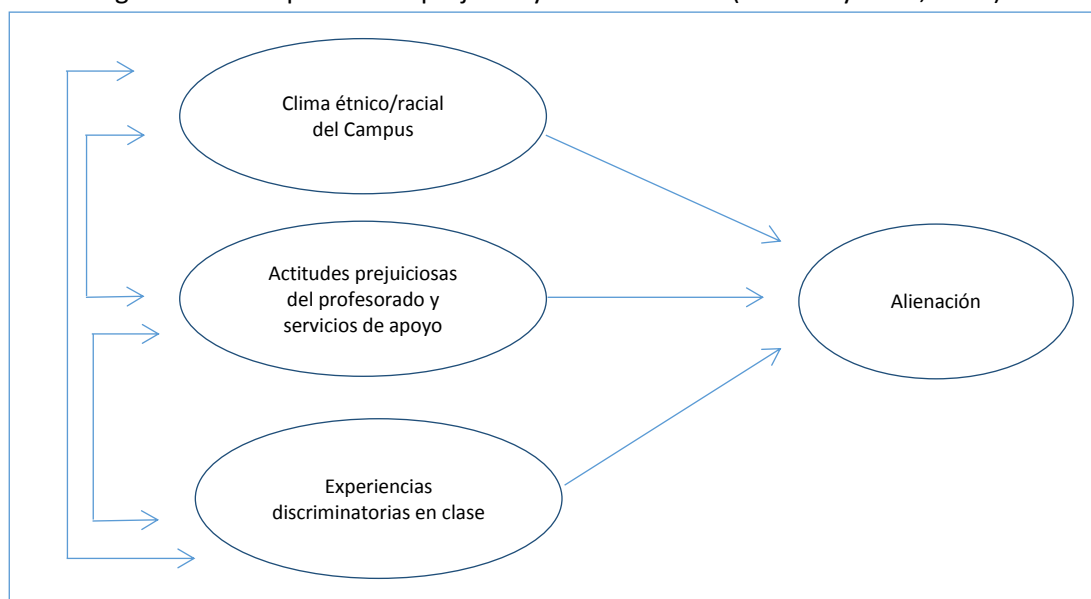 Clima étnico/racial
del Campus
Actitudes prejuiciosas
del profesorado y
servicios de apoyo
Alienación
Experiencias
discriminatorias en clase